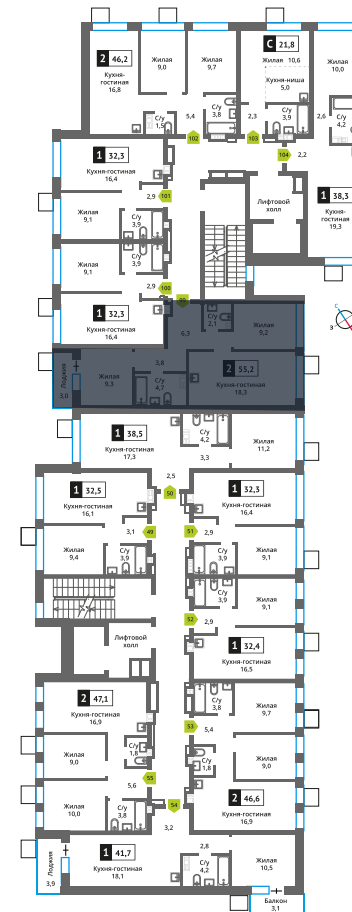 2 46,2
Кухня-
гостиная
16,8
Жилая
9,0
Жилая
9,7
С/у
1,5
5,4
С/у
3,8
102
С 21,8
Жилая 10,6
Кухня-ниша
5,0
2,3
С/у
3,9
103
Жилая
10,0
2,6
С/у
4,2
104
2,2
1 32,3
Кухня-гостиная
16,4
2,9
101
Жилая
9,1
С/у
3,9
Лифтовой
холл
1 38,3
Кухня-
гостиная
19,3
Жилая
9,1
С/у
3,9
2,9
100
1 32,3
Кухня-гостиная
16,4
99
6,3
С/у
2,1
Жилая
9,2
С
З
Лоджия
3,0
Жилая
9,3
3,8
С/у
4,7
2 55,2
Кухня-гостиная
18,3
1 38,5
Кухня-гостиная
17,3
С/у
4,2
3,3
Жилая
11,2
2,5
50
1 32,5
Кухня-гостиная
16,1
1 32,3
Кухня-гостиная
16,4
3,1
49
51
2,9
Жилая
9,4
С/у
3,9
С/у
3,9
Жилая
9,1
С/у
3,9
Жилая
9,1
52
2,9
Лифтовой
холл
1 32,4
Кухня-гостиная
16,5
2 47,1
Кухня-гостиная
16,9
С/у
3,8
Жилая
9,7
53
5,4
Жилая
9,0
С/у
1,8
С/у
1,8
Жилая
9,0
55
5,6
Жилая
10,0
С/у
3,8
54
2 46,6
Кухня-гостиная
16,9
3,2
Лоджия
3,9
1 41,7
Кухня-гостиная
18,1
2,8
С/у
4,2
Жилая
10,5
Балкон
3,1